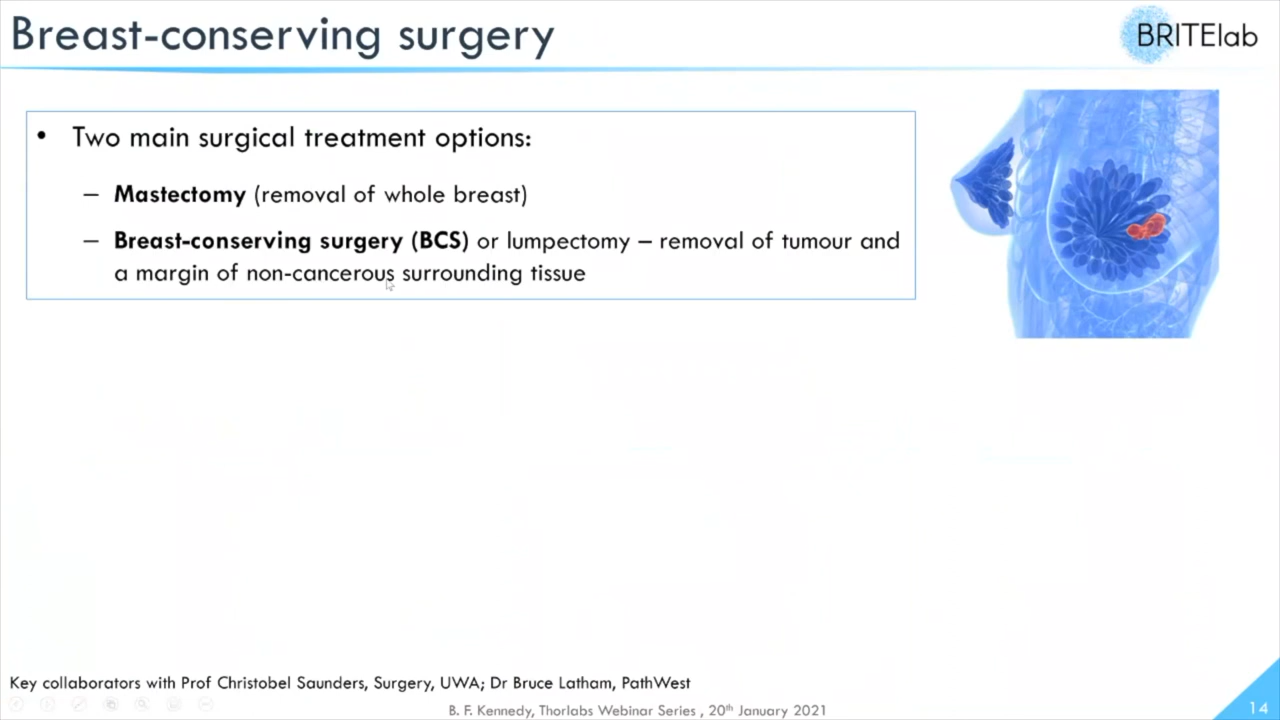 Breast-conserving surgery
BRITElab
• Two main surgical treatment options:
– Mastectomy (removal of whole breast)
– Breast-conserving surgery (BCS) or lumpectomy – removal of tumour and
a margin of non-cancerous surrounding tissue
Key collaborators with Prof Christobel Saunders, Surgery, UWA; Dr Bruce Latham, PathWest
B. F. Kennedy, Thorlabs Webinar Series , 20th January 2021
14